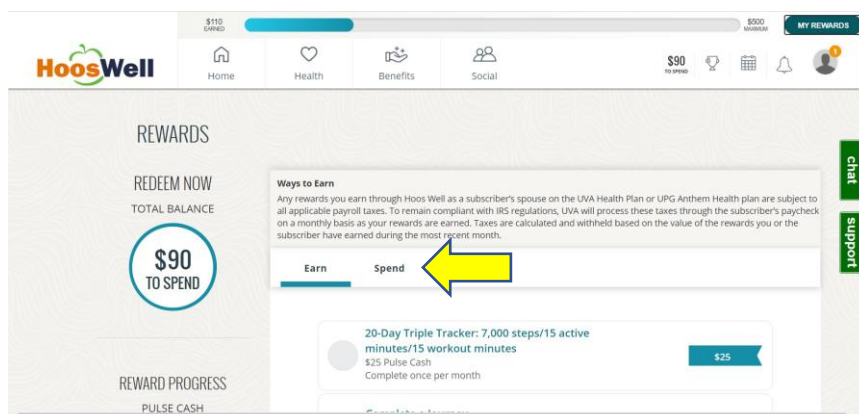 $110
EARNED
$500
MAXIMUM
MY REWARDS
HoosWell
Home
Health
Benefits
Social
$90
TO SPEND
1
REWARDS
REDEEM NOW
TOTAL BALANCE
$90
TO SPEND
REWARD PROGRESS
PULSE CASH
Ways to Earn
Any rewards you earn through Hoos Well as a subscriber's spouse on the UVA Health Plan or UPG Anthem Health plan are subject to
all applicable payroll taxes. To remain compliant with IRS regulations, UVA will process these taxes through the subscriber's paycheck
on a monthly basis as your rewards are earned. Taxes are calculated and withheld based on the value of the rewards you or the
subscriber have earned during the most recent month.
Earn
Spend
20-Day Triple Tracker: 7,000 steps/15 active
minutes/15 workout minutes
$25 Pulse Cash
Complete once per month
$25
chat
support